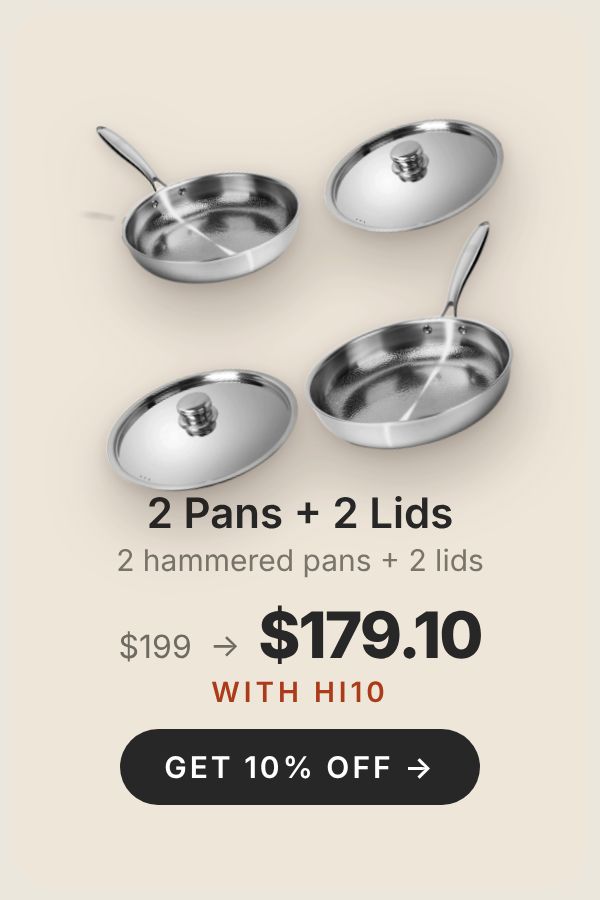 2 Pans + 2 Lids
2 hammered pans + 2 lids
$199 → $179.10
WITH HI10
GET 10% OFF →